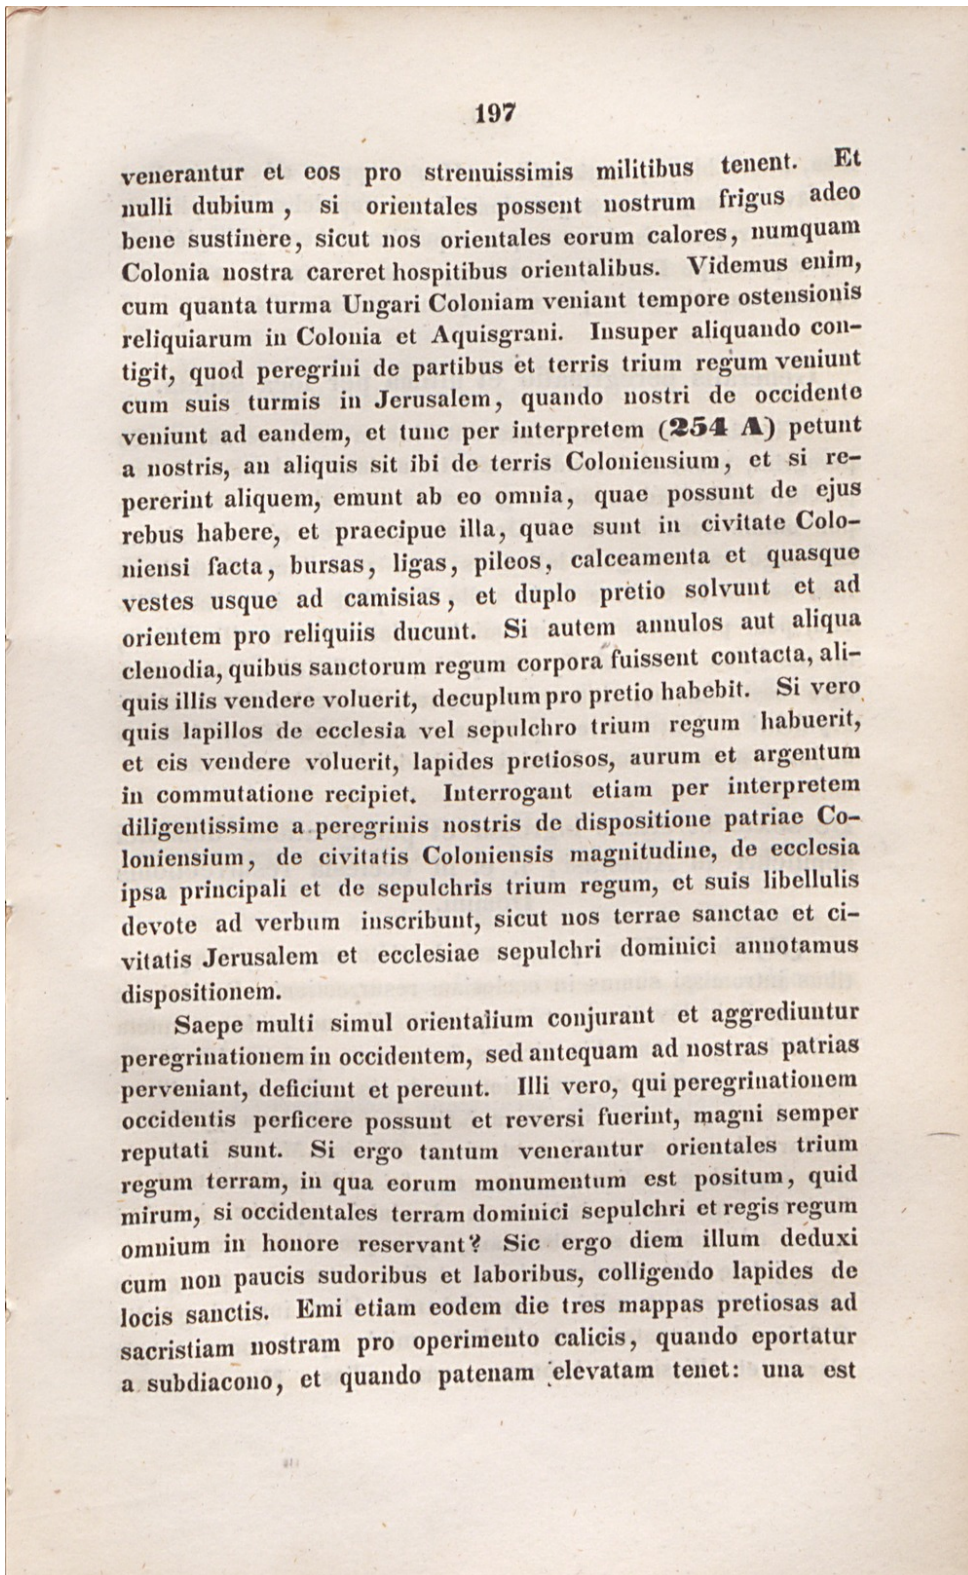 197
venerantur et eos pro strenuissimis militibus tenent. Et
nulli dubium , si orientales possent nostrum frigus adeo
bene sustinere, sicut nos orientales eorum calores, numquam
Colonia nostra careret hospitibus orientalibus. Videmus enim,
cum quanta turma Ungari Coloniam veniant tempore ostensionis
reliquiarum in Colonia et Aquisgrani. Insuper aliquando con-
tigit, quod peregrini de partibus et terris trium regum veniunt
cum suis turmis in Jerusalem, quando nostri de occidente
veniunt ad eandem, et tunc per interpretem (254 A) petunt
a nostris, an aliquis sit ibi de terris Coloniensium, et si re-
pererint aliquem, emunt ab eo omnia, quae possunt de ejus
rebus habere, et praecipue illa, quae sunt in civitate Colo-
niensi facta, bursas, ligas, pileos, calceamenta et quasque
vestes usque ad camisias, et duplo pretio solvunt et ad
orientem pro reliquiis ducunt. Si autem annulos aut aliqua
clenodia, quibus sanctorum regum corpora fuissent contacta, ali-
quis illis vendere voluerit, decuplum pro pretio habebit. Si vero
quis lapillos de ecclesia vel sepulchro trium regum habuerit,
et eis vendere voluerit, lapides pretiosos, aurum et argentum
in commutatione recipiet. Interrogant etiam per interpretem
diligentissime a peregrinis nostris de dispositione patriae Co-
loniensium, de civitatis Coloniensis magnitudine, de ecclesia
ipsa principali et de sepulchris trium regum, et suis libellulis
devote ad verbum inscribunt, sicut nos terrae sanctae et ci-
vitatis Jerusalem et ecclesiae sepulchri dominici annotamus
dispositionem.
Saepe multi simul orientalium conjurant et aggrediuntur
peregrinationem in occidentem, sed antequam ad nostras patrias
perveniant, deficiunt et pereunt. Illi vero, qui peregrinationem
occidentis perficere possunt et reversi fuerint, magni semper
reputati sunt. Si ergo tantum venerantur orientales trium
regum terram, in qua eorum monumentum est positum, quid
mirum, si occidentales terram dominici sepulchri et regis regum
omnium in honore reservant? Sic ergo diem illum deduxi
cum non paucis sudoribus et laboribus, colligendo lapides de
locis sanctis. Emi etiam eodem die tres mappas pretiosas ad
sacristiam nostram pro operimento calicis, quando eportatur
a subdiacono, et quando patenam elevatam tenet: una est